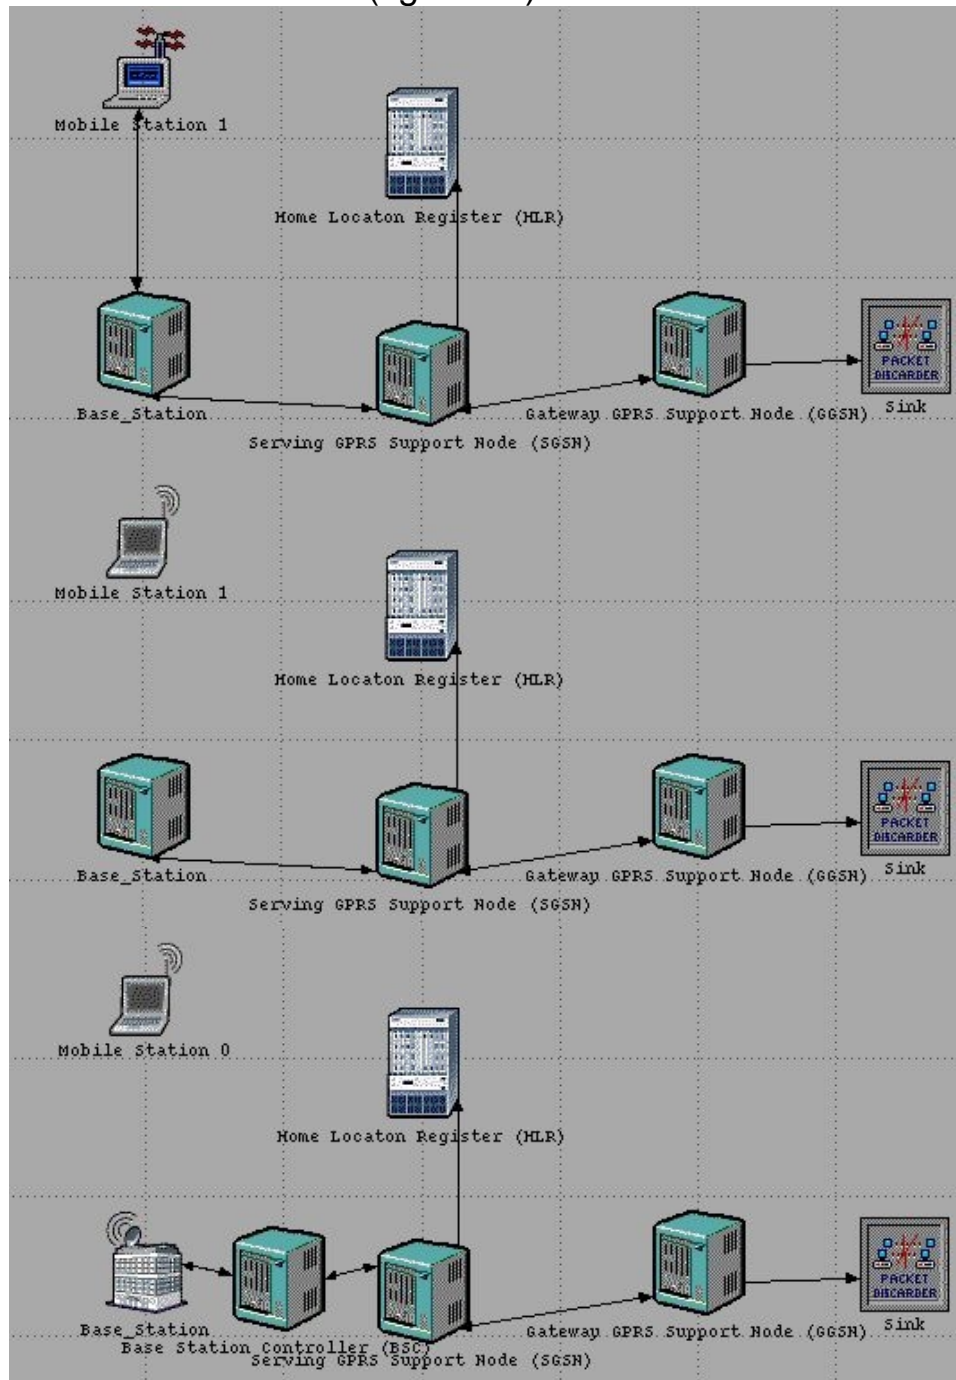 Mobile Station 1
Home Locaton Register (HLR)
PACKET
DISCARDER
Base_Station
Gateway GPRS Support Node (GGSN)
Sink
Serving GPRS Support Node (SGSN)
Mobile Station 1
Home Locaton Register (HLR)
PACKET
DISCARDER
Base_Station
Gateway GPRS Support Node (GGSN)
Sink
Serving GPRS Support Node (SGSN)
Mobile Station 0
Home Locaton Register (HLR)
PACKET
DISCARDER
Base_Station
Gateway GPRS Support Node (GGSN)
Sink
Base Station Controller (BSC)
Serving GPRS Support Node (SGSN)